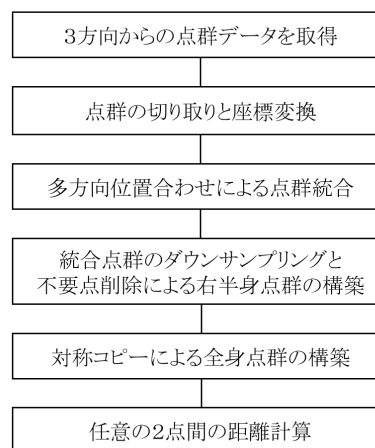 3方向からの点群データを取得
点群の切り取りと座標変換
多方向位置合わせによる点群統合
統合点群のダウンサンプリングと
不要点削除による右半身点群の構築
対称コピーによる全身点群の構築
任意の2点間の距離計算